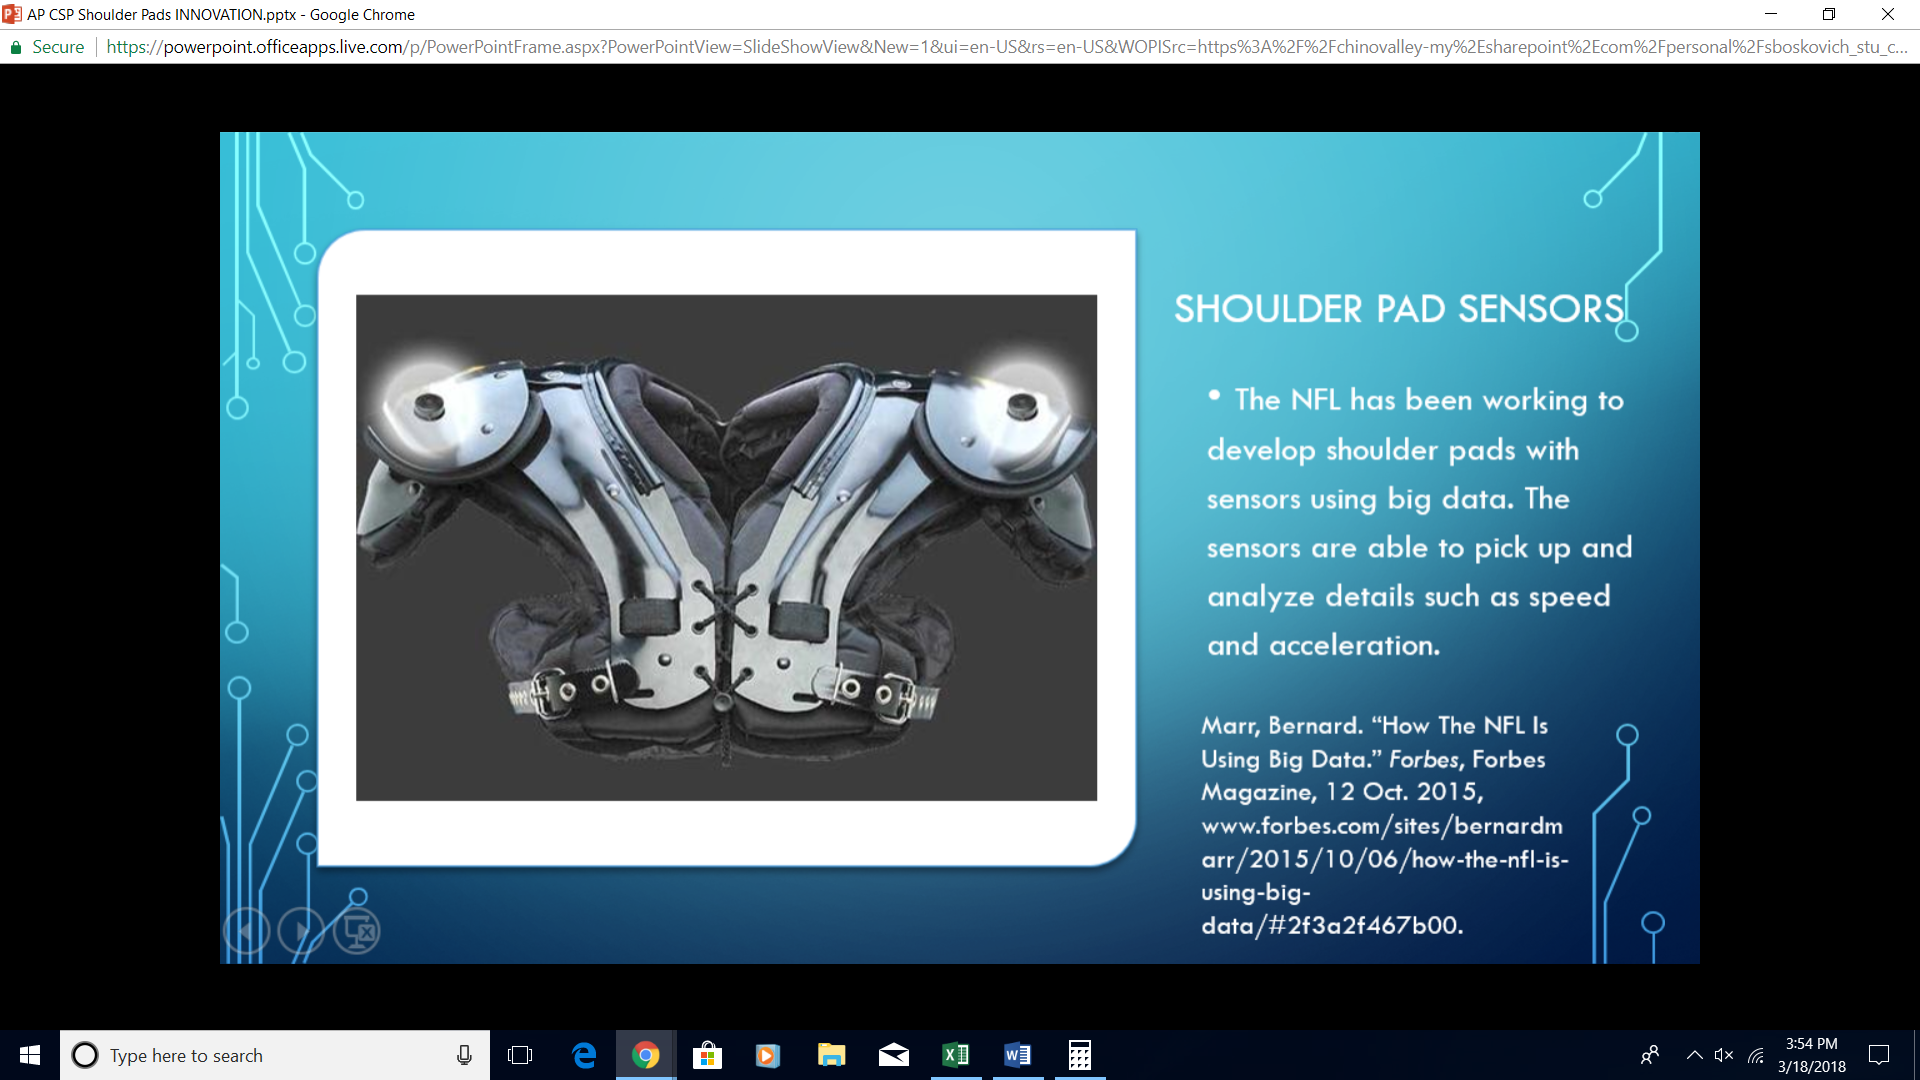 AP CSP Shoulder Pads INNOVATION.pptx - Google Chrome
Secure
https://powerpoint.officeapps.live.com/p/PowerPointFrame.aspx?PowerPointView=SlideShowView&New=1&ui=en-US&rs=en-US&WOPISrc=https%3A%2F%2Fchinovalley-my%2Esharepoint%2Ecom%2Fpersonal%2Fsboskovich_stu_c...
SHOULDER PAD SENSORS
• The NFL has been working to
develop shoulder pads with
sensors using big data. The
sensors are able to pick up and
analyze details such as speed
and acceleration.
Marr, Bernard. “How The NFL Is
Using Big Data.” Forbes, Forbes
Magazine, 12 Oct. 2015,
www.forbes.com/sites/bernardm
arr/2015/10/06/how-the-nfl-is-
using-big-
data/#2f3a2f467b00.
Type here to search
3:54 PM
3/18/2018